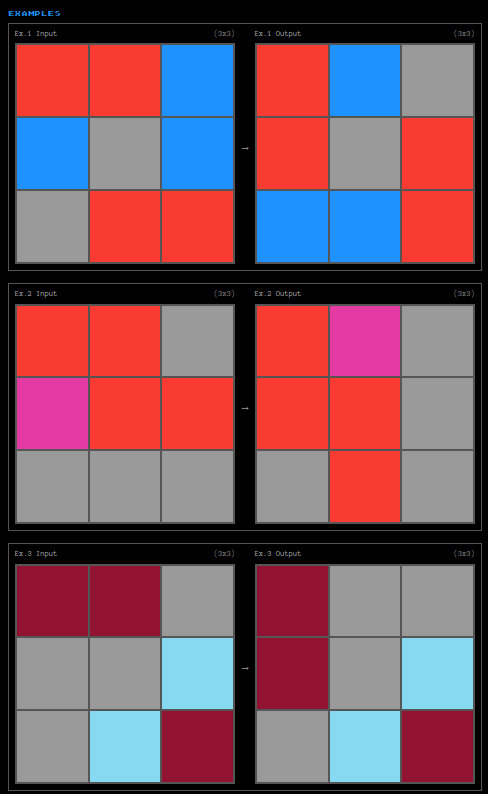 EXAMPLES
Ex.1 Input (3x3) Ex.1 Output (3x3)
→
Ex.2 Input (3x3) Ex.2 Output (3x3)
→
Ex.3 Input (3x3) Ex.3 Output (3x3)
→